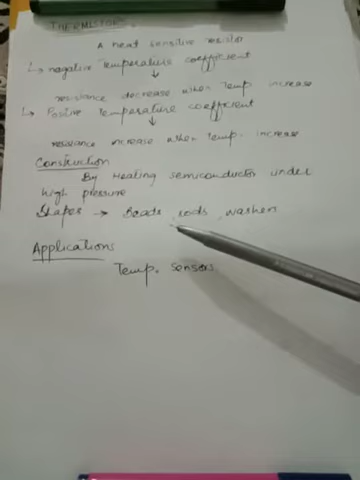 THERMISTOR.
A heat sensitive resistor
↳ negative Temperature coefficient
↓
resistance decrease when Temp increase
↳ Positive Temperature coefficient
↓
resistance increase when Temp. increase
Construction
By Heating semiconductor under
high pressure
Shapes → Beads, rods, washers
Applications
Temp. sensors